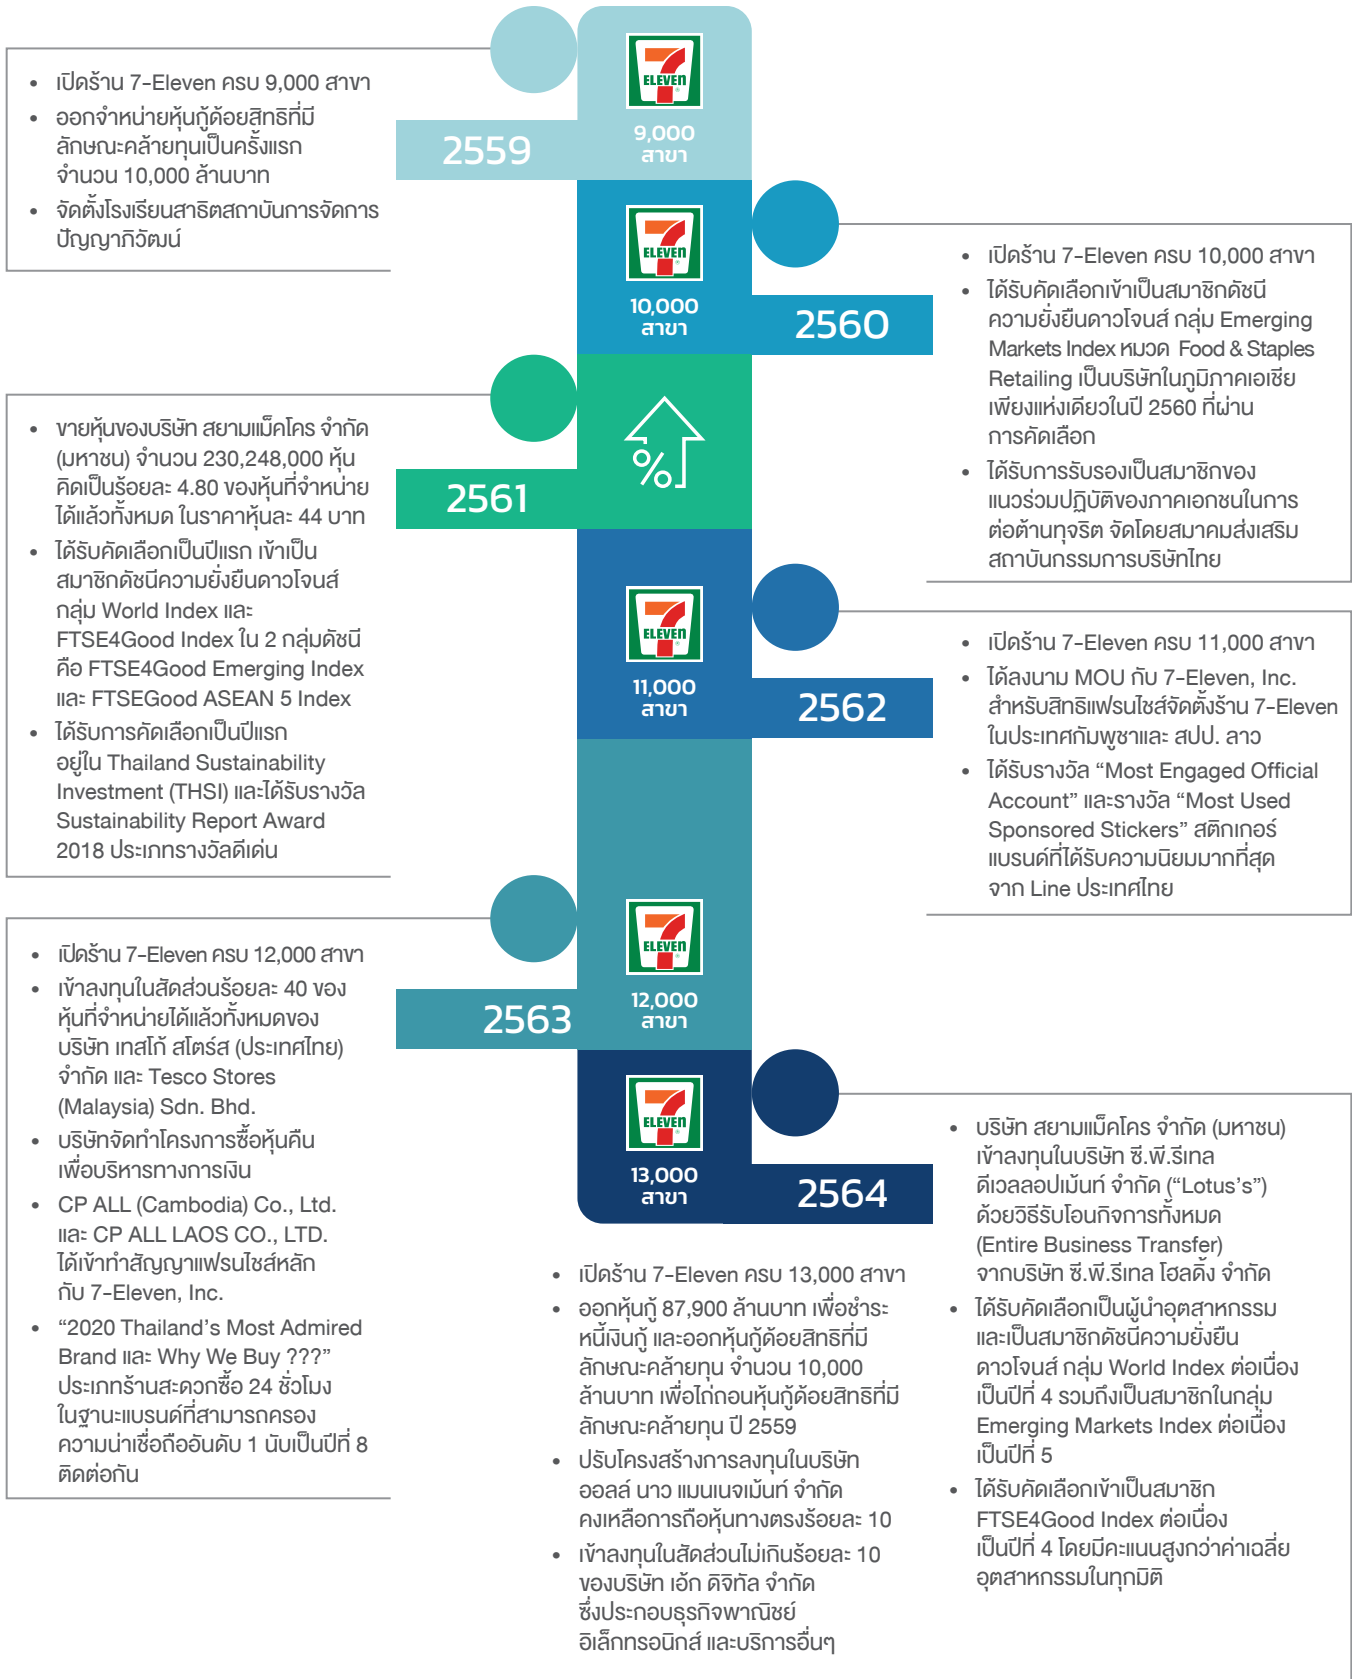 • เปิดร้าน 7-Eleven ครบ 9,000 สาขา
• ออกจำหน่ายหุ้นกู้ด้อยสิทธิที่มี
ลักษณะคล้ายทุนเป็นครั้งแรก
จำนวน 10,000 ล้านบาท
• จัดตั้งโรงเรียนสาธิตสถาบันการจัดการ
ปัญญาภิวัฒน์
2559
7
ELEVEN
9,000
สาขา
7
ELEVEN
10,000
สาขา
2560
• เปิดร้าน 7-Eleven ครบ 10,000 สาขา
• ได้รับคัดเลือกเข้าเป็นสมาชิกดัชนี
ความยั่งยืนดาวโจนส์ กลุ่ม Emerging
Markets Index หมวด Food & Staples
Retailing เป็นบริษัทในภูมิภาคเอเชีย
เพียงแห่งเดียวในปี 2560 ที่ผ่าน
การคัดเลือก
• ได้รับการรับรองเป็นสมาชิกของ
แนวร่วมปฏิบัติของภาคเอกชนในการ
ต่อต้านทุจริต จัดโดยสมาคมส่งเสริม
สถาบันกรรมการบริษัทไทย
• ขายหุ้นของบริษัท สยามแม็คโคร จำกัด
(มหาชน) จำนวน 230,248,000 หุ้น
คิดเป็นร้อยละ 4.80 ของหุ้นที่จำหน่าย
ได้แล้วทั้งหมด ในราคาหุ้นละ 44 บาท
• ได้รับคัดเลือกเป็นปีแรก เข้าเป็น
สมาชิกดัชนีความยั่งยืนดาวโจนส์
กลุ่ม World Index และ
FTSE4Good Index ใน 2 กลุ่มดัชนี
คือ FTSE4Good Emerging Index
และ FTSEGood ASEAN 5 Index
• ได้รับการคัดเลือกเป็นปีแรก
อยู่ใน Thailand Sustainability
Investment (THSI) และได้รับรางวัล
Sustainability Report Award
2018 ประเภทรางวัลดีเด่น
2561
%
7
ELEVEN
11,000
สาขา
2562
• เปิดร้าน 7-Eleven ครบ 11,000 สาขา
• ได้ลงนาม MOU กับ 7-Eleven, Inc.
สำหรับสิทธิแฟรนไชส์จัดตั้งร้าน 7-Eleven
ในประเทศกัมพูชาและ สปป. ลาว
• ได้รับรางวัล “Most Engaged Official
Account” และรางวัล “Most Used
Sponsored Stickers” สติกเกอร์
แบรนด์ที่ได้รับความนิยมมากที่สุด
จาก Line ประเทศไทย
• เปิดร้าน 7-Eleven ครบ 12,000 สาขา
• เข้าลงทุนในสัดส่วนร้อยละ 40 ของ
หุ้นที่จำหน่ายได้แล้วทั้งหมดของ
บริษัท เทสโก้ สโตร์ส (ประเทศไทย)
จำกัด และ Tesco Stores
(Malaysia) Sdn. Bhd.
• บริษัทจัดทำโครงการซื้อหุ้นคืน
เพื่อบริหารทางการเงิน
• CP ALL (Cambodia) Co., Ltd.
และ CP ALL LAOS CO., LTD.
ได้เข้าทำสัญญาแฟรนไชส์หลัก
กับ 7-Eleven, Inc.
• “2020 Thailand’s Most Admired
Brand และ Why We Buy ???”
ประเภทร้านสะดวกซื้อ 24 ชั่วโมง
ในฐานะแบรนด์ที่สามารถครอง
ความน่าเชื่อถืออันดับ 1 นับเป็นปีที่ 8
ติดต่อกัน
2563
7
ELEVEN
12,000
สาขา
7
ELEVEN
13,000
สาขา
2564
• เปิดร้าน 7-Eleven ครบ 13,000 สาขา
• ออกหุ้นกู้ 87,900 ล้านบาท เพื่อชำระ
หนี้เงินกู้ และออกหุ้นกู้ด้อยสิทธิที่มี
ลักษณะคล้ายทุน จำนวน 10,000
ล้านบาท เพื่อไถ่ถอนหุ้นกู้ด้อยสิทธิที่มี
ลักษณะคล้ายทุน ปี 2559
• ปรับโครงสร้างการลงทุนในบริษัท
ออลล์ นาว แมนเนจเม้นท์ จำกัด
คงเหลือการถือหุ้นทางตรงร้อยละ 10
• เข้าลงทุนในสัดส่วนไม่เกินร้อยละ 10
ของบริษัท เอ้ก ดิจิทัล จำกัด
ซึ่งประกอบธุรกิจพาณิชย์
อิเล็กทรอนิกส์ และบริการอื่นๆ
• บริษัท สยามแม็คโคร จำกัด (มหาชน)
เข้าลงทุนในบริษัท ซี.พี.รีเทล
ดีเวลลอปเม้นท์ จำกัด (“Lotus’s”)
ด้วยวิธีรับโอนกิจการทั้งหมด
(Entire Business Transfer)
จากบริษัท ซี.พี.รีเทล โฮลดิ้ง จำกัด
• ได้รับคัดเลือกเป็นผู้นำอุตสาหกรรม
และเป็นสมาชิกดัชนีความยั่งยืน
ดาวโจนส์ กลุ่ม World Index ต่อเนื่อง
เป็นปีที่ 4 รวมถึงเป็นสมาชิกในกลุ่ม
Emerging Markets Index ต่อเนื่อง
เป็นปีที่ 5
• ได้รับคัดเลือกเข้าเป็นสมาชิก
FTSE4Good Index ต่อเนื่อง
เป็นปีที่ 4 โดยมีคะแนนสูงกว่าค่าเฉลี่ย
อุตสาหกรรมในทุกมิติ